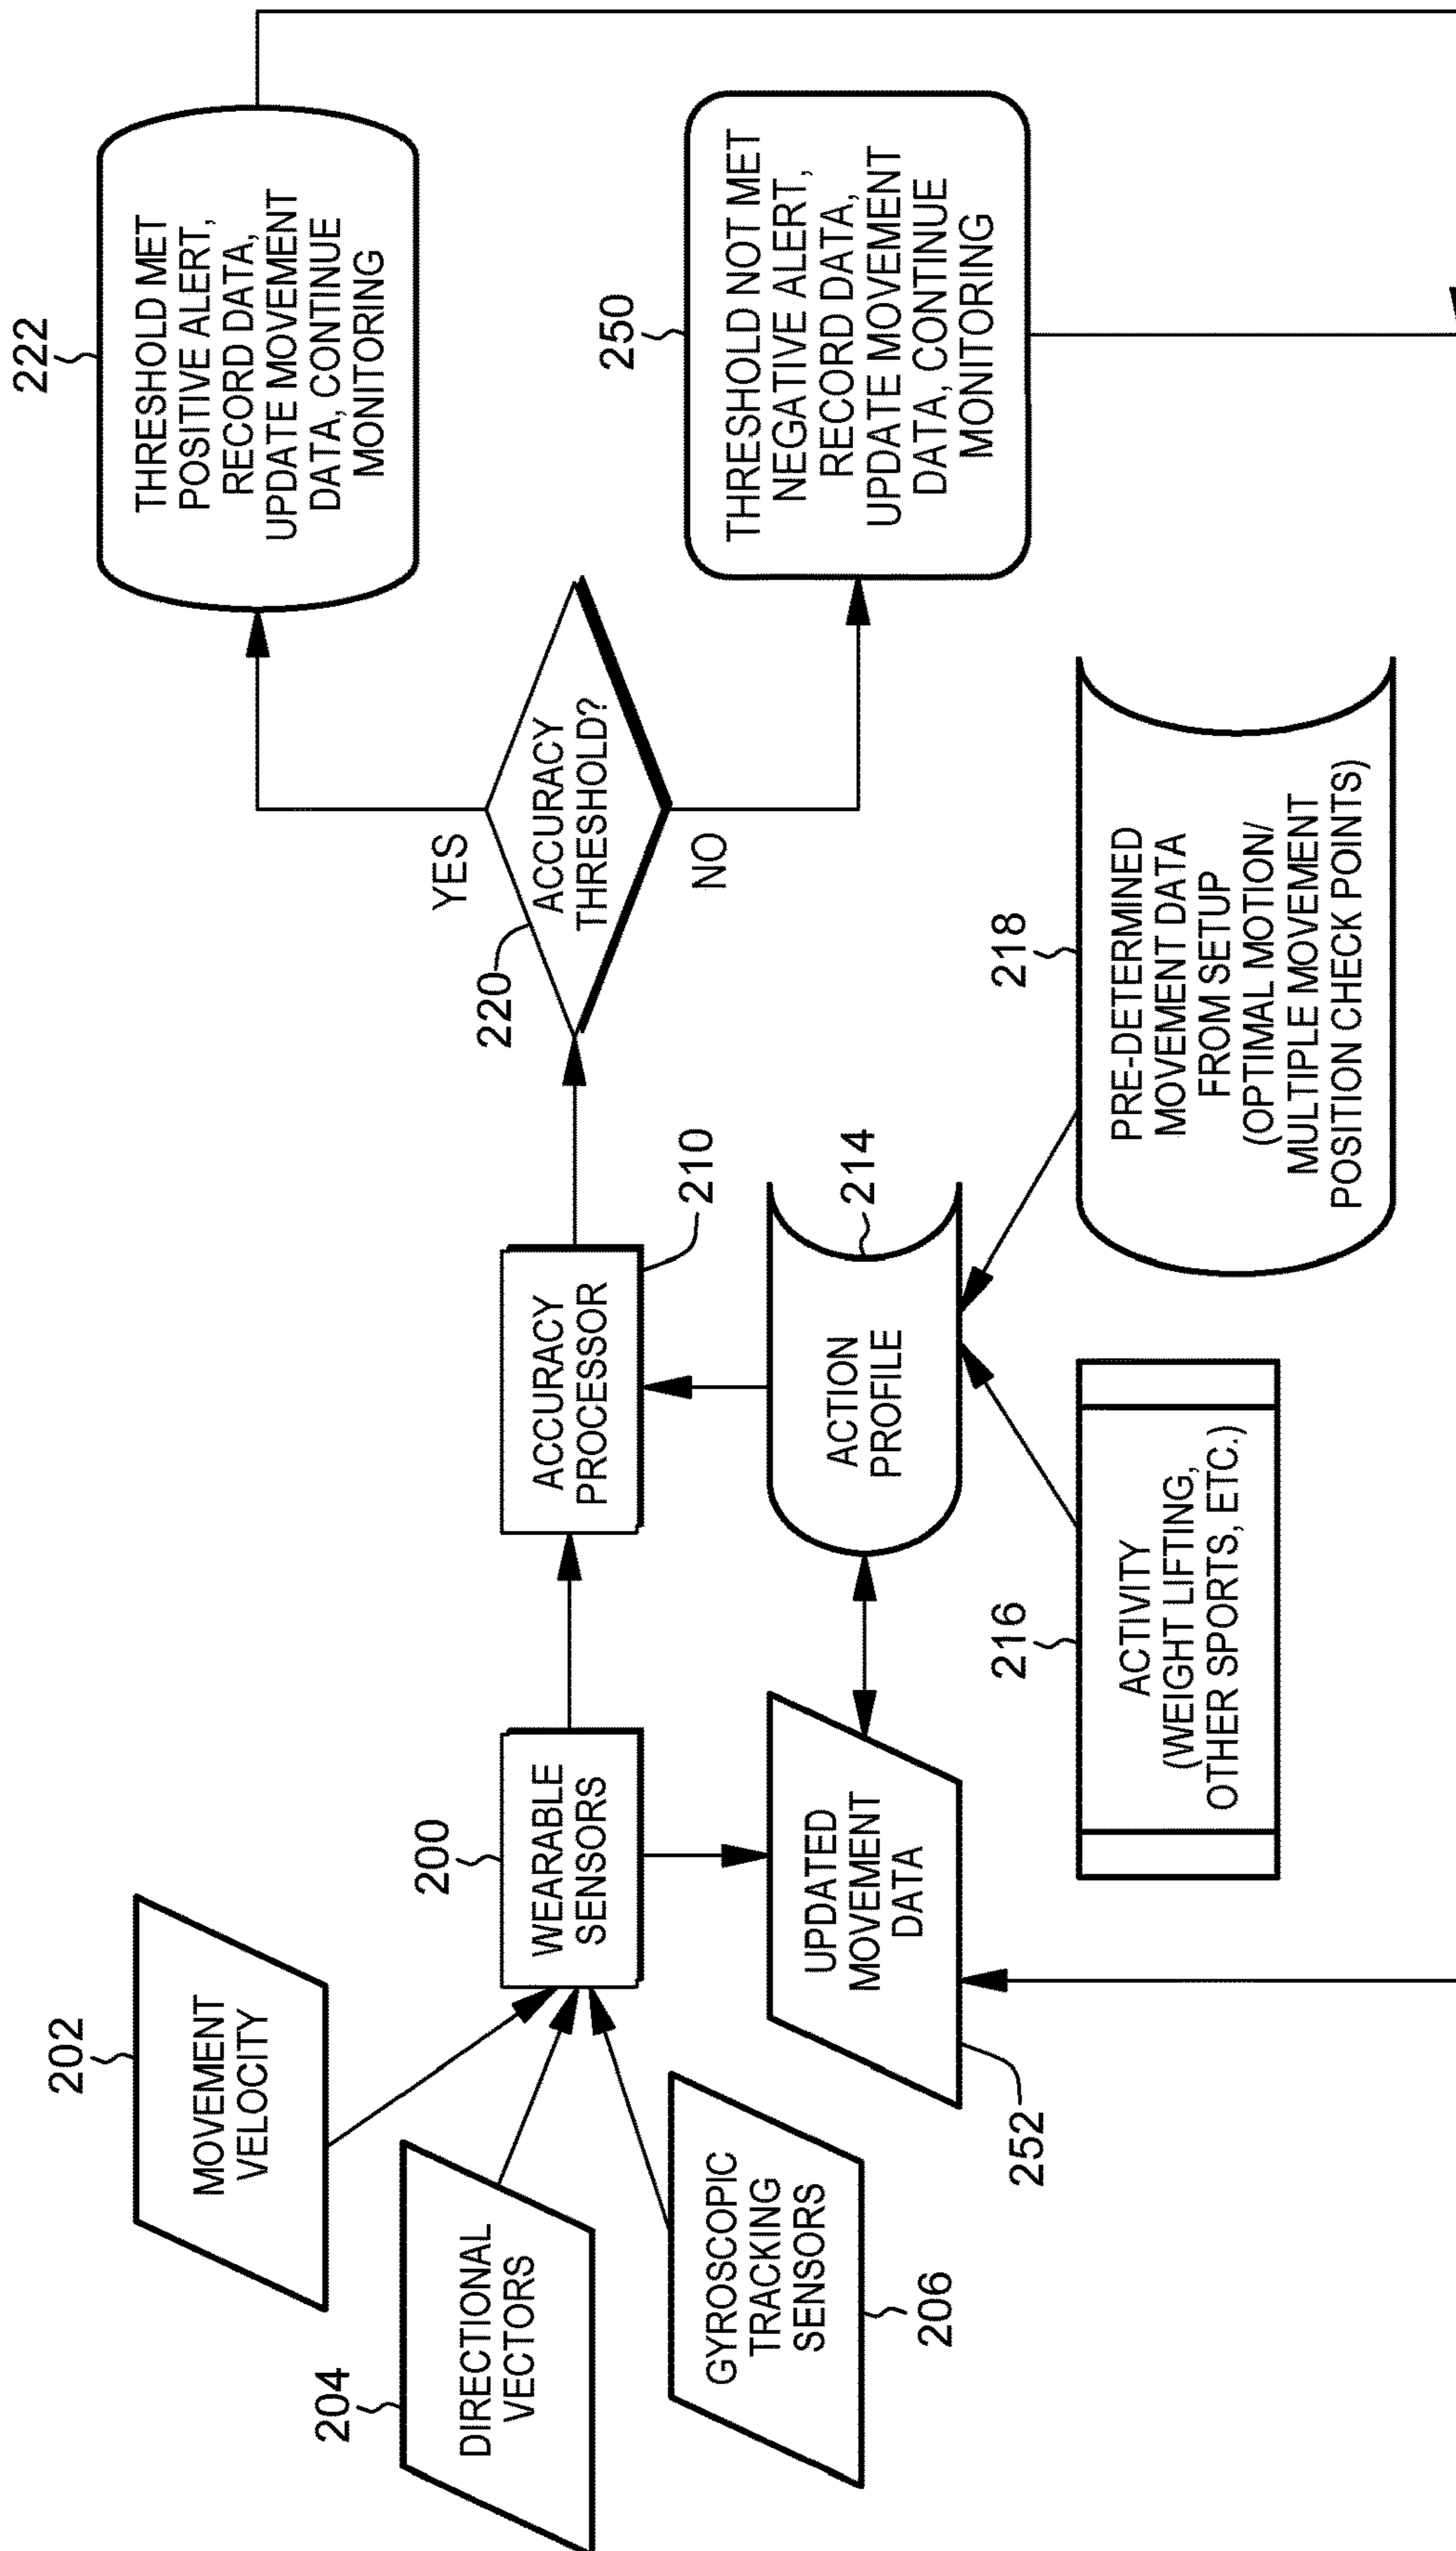 202
MOVEMENT
VELOCITY
204
DIRECTIONAL
VECTORS
GYROSCOPIC
TRACKING
SENSORS
206
200
WEARABLE
SENSORS
UPDATED
MOVEMENT
DATA
252
ACCURACY
PROCESSOR
210
ACTION
PROFILE
214
216
ACTIVITY
(WEIGHT LIFTING,
OTHER SPORTS, ETC.)
218
PRE-DETERMINED
MOVEMENT DATA
FROM SETUP
(OPTIMAL MOTION/
MULTIPLE MOVEMENT
POSITION CHECK POINTS)
220
ACCURACY
THRESHOLD?
YES
NO
222
THRESHOLD MET
POSITIVE ALERT,
RECORD DATA,
UPDATE MOVEMENT
DATA, CONTINUE
MONITORING
250
THRESHOLD NOT MET
NEGATIVE ALERT,
RECORD DATA,
UPDATE MOVEMENT
DATA, CONTINUE
MONITORING